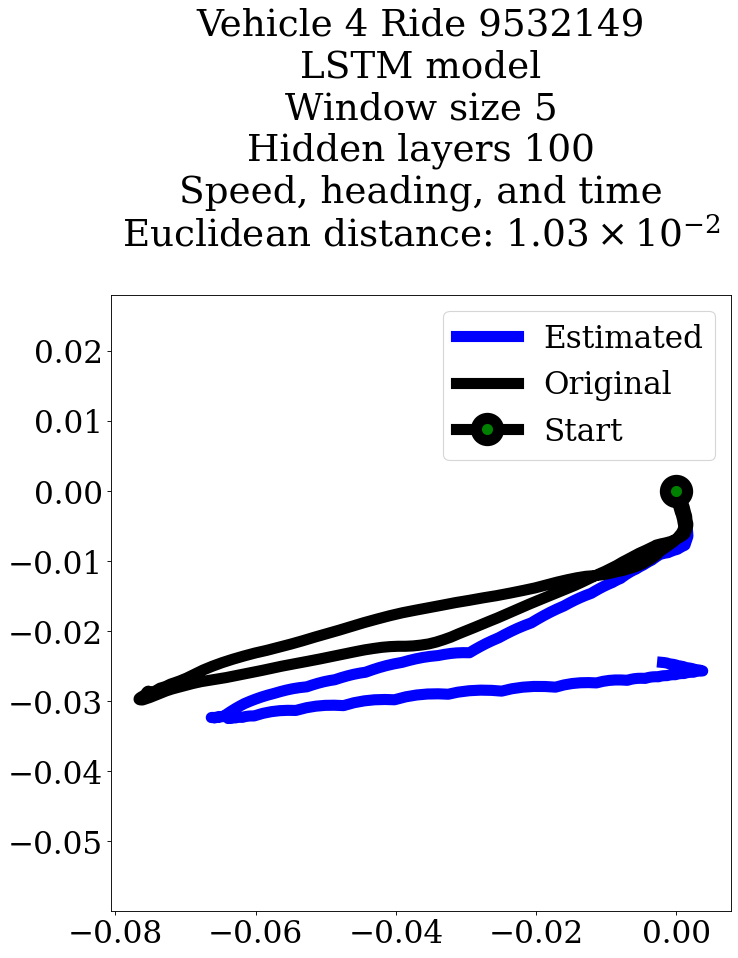 Vehicle 4 Ride 9532149
LSTM model
Window size 5
Hidden layers 100
Speed, heading, and time
Euclidean distance: 1.03 × 10⁻²
Estimated
Original
Start
0.02
0.01
0.00
−0.01
−0.02
−0.03
−0.04
−0.05
−0.08 −0.06 −0.04 −0.02 0.00